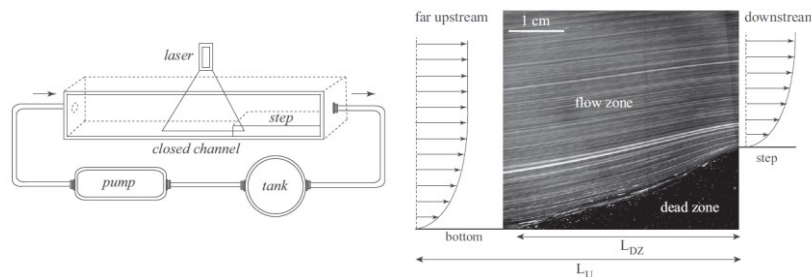 laser
step
closed channel
pump
tank
far upstream
1 cm
downstream
flow zone
step
dead zone
bottom
L_DZ
L_U